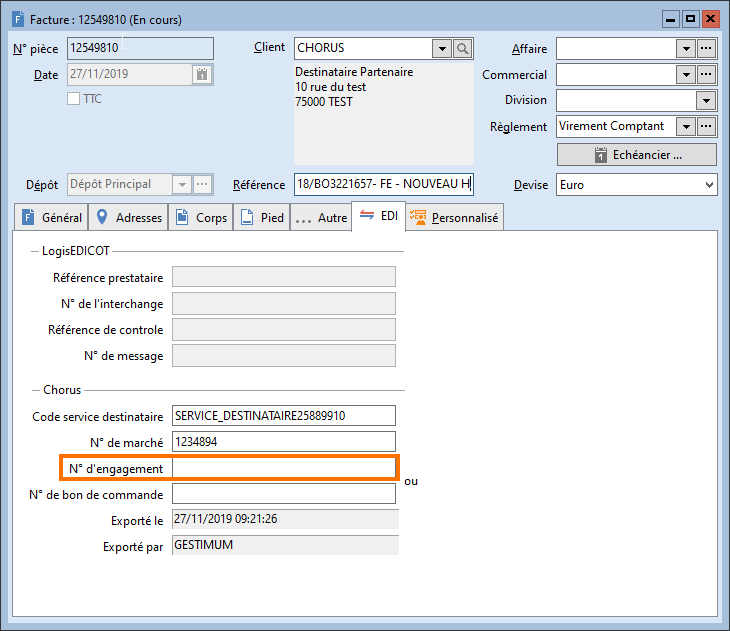 Facture : 12549810 (En cours)
N° pièce 12549810
Client CHORUS
Affaire
Date 27/11/2019
Destinataire Partenaire
10 rue du test
75000 TEST
Commercial
TTC
Division
Règlement Virement Comptant
Echéancier ...
Dépôt Dépôt Principal
Référence 18/BO3221657- FE - NOUVEAU H
Devise Euro
Général Adresses Corps Pied ... Autre EDI Personnalisé
LogisEDICOT
Référence prestataire
N° de l'interchange
Référence de controle
N° de message
Chorus
Code service destinataire SERVICE_DESTINATAIRE25889910
N° de marché 1234894
N° d'engagement
ou
N° de bon de commande
Exporté le 27/11/2019 09:21:26
Exporté par GESTIMUM